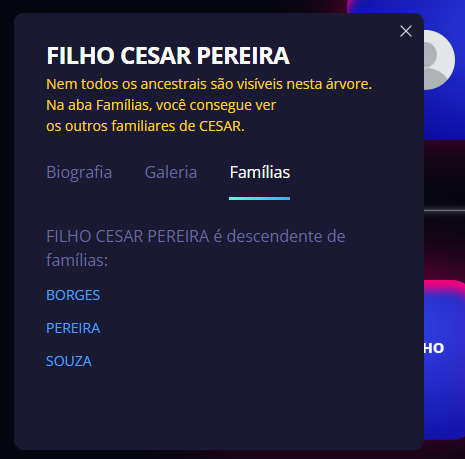 FILHO CESAR PEREIRA
Nem todos os ancestrais são visíveis nesta árvore.
Na aba Famílias, você consegue ver
os outros familiares de CESAR.
Biografia Galeria Famílias
FILHO CESAR PEREIRA é descendente de
famílias:
BORGES
PEREIRA
SOUZA
HO